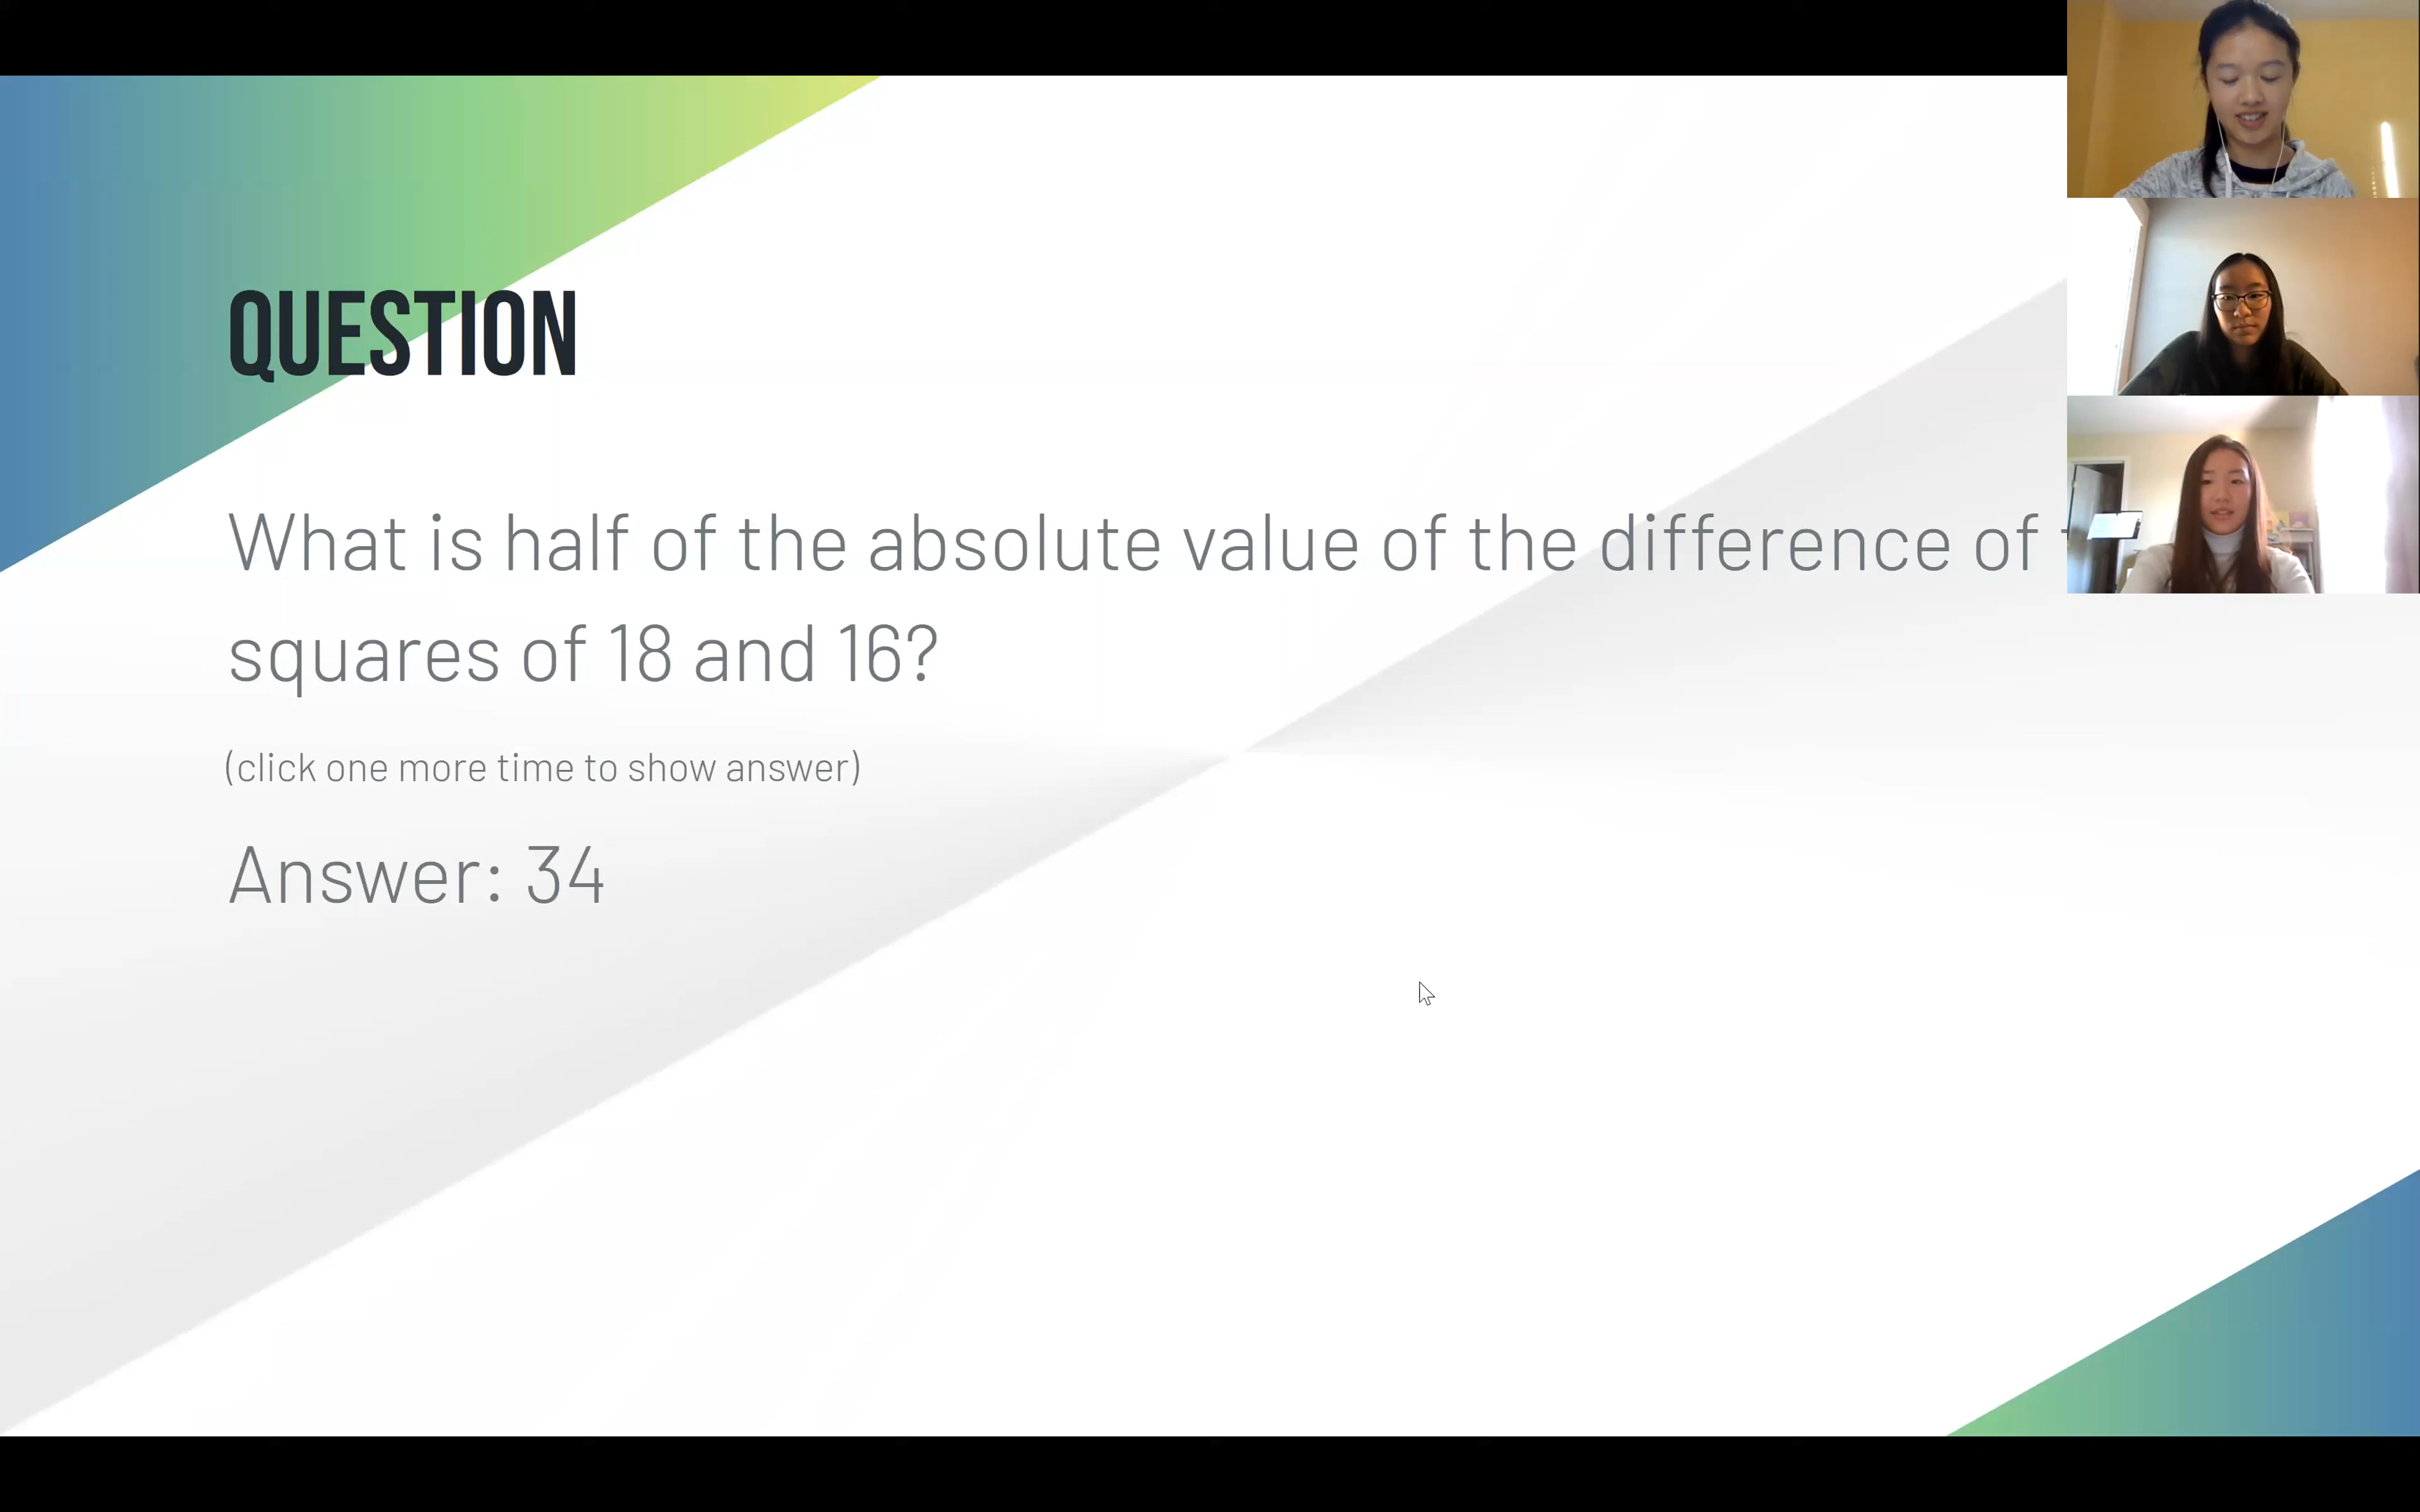 QUESTION
What is half of the absolute value of the difference of
squares of 18 and 16?
(click one more time to show answer)
Answer: 34